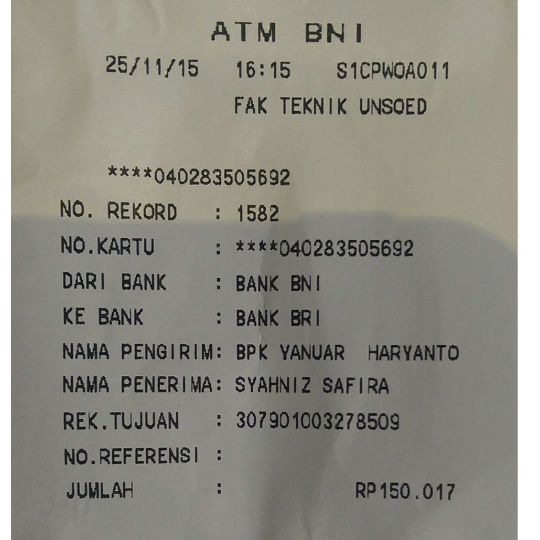 ATM BNI
25/11/15 16:15 S1CPWOA011
FAK TEKNIK UNSOED
****040283505692
NO. REKORD : 1582
NO.KARTU : ****040283505692
DARI BANK : BANK BNI
KE BANK : BANK BRI
NAMA PENGIRIM: BPK YANUAR HARYANTO
NAMA PENERIMA: SYAHNIZ SAFIRA
REK.TUJUAN : 307901003278509
NO.REFERENSI :
JUMLAH : RP150.017